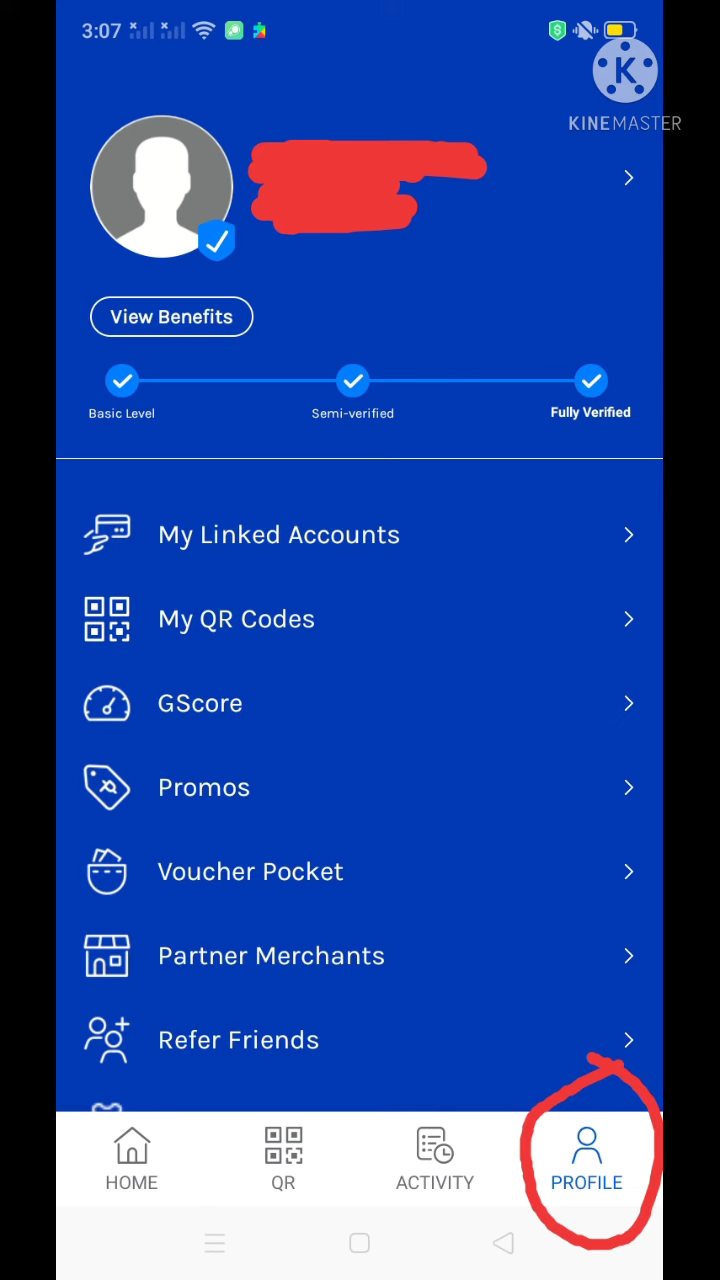 3:07
KINEMASTER
View Benefits
Basic Level
Semi-verified
Fully Verified
My Linked Accounts
My QR Codes
GScore
Promos
Voucher Pocket
Partner Merchants
Refer Friends
HOME
QR
ACTIVITY
PROFILE